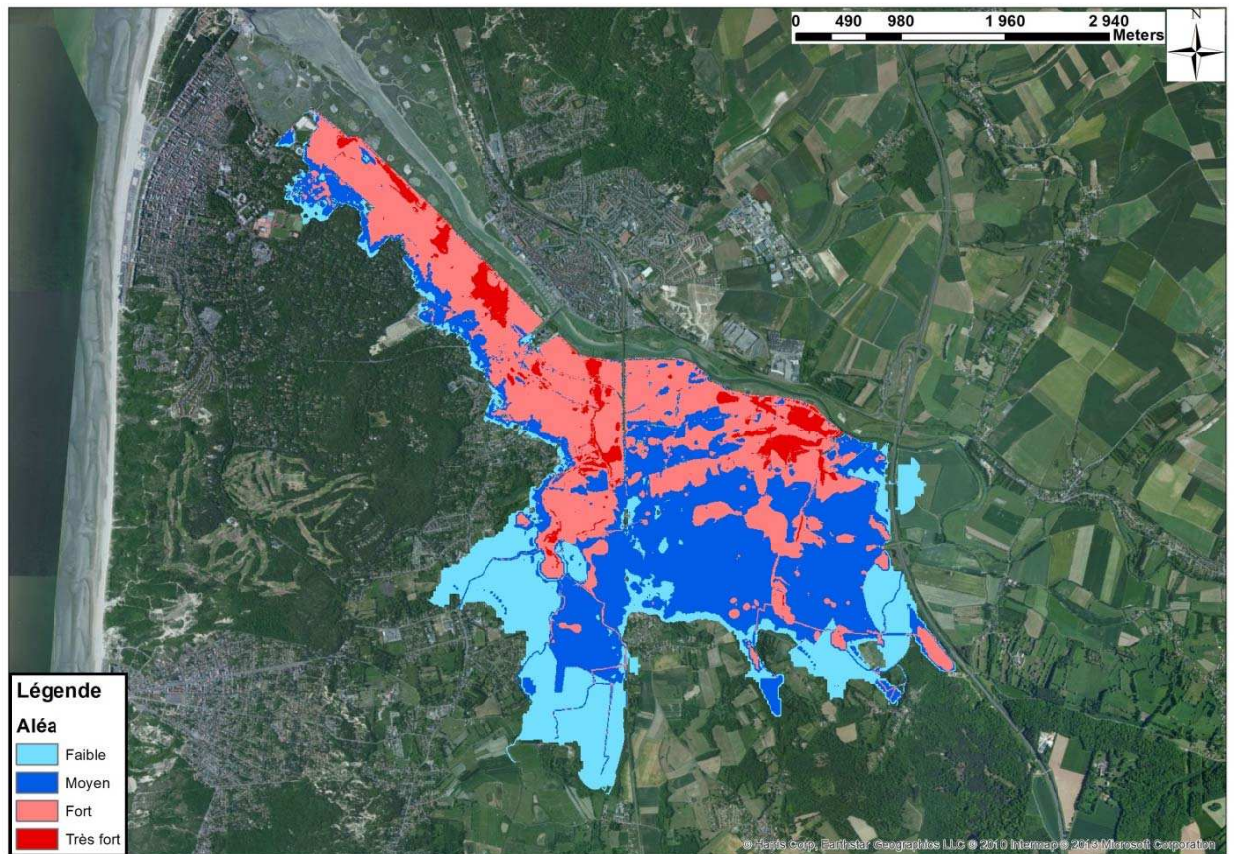 0 490 980 1 960 2 940
Meters
N
Légende
Aléa
Faible
Moyen
Fort
Très fort
© Harris Corp, Earthstar Geographics LLC © 2010 Intermap © 2013 Microsoft Corporation